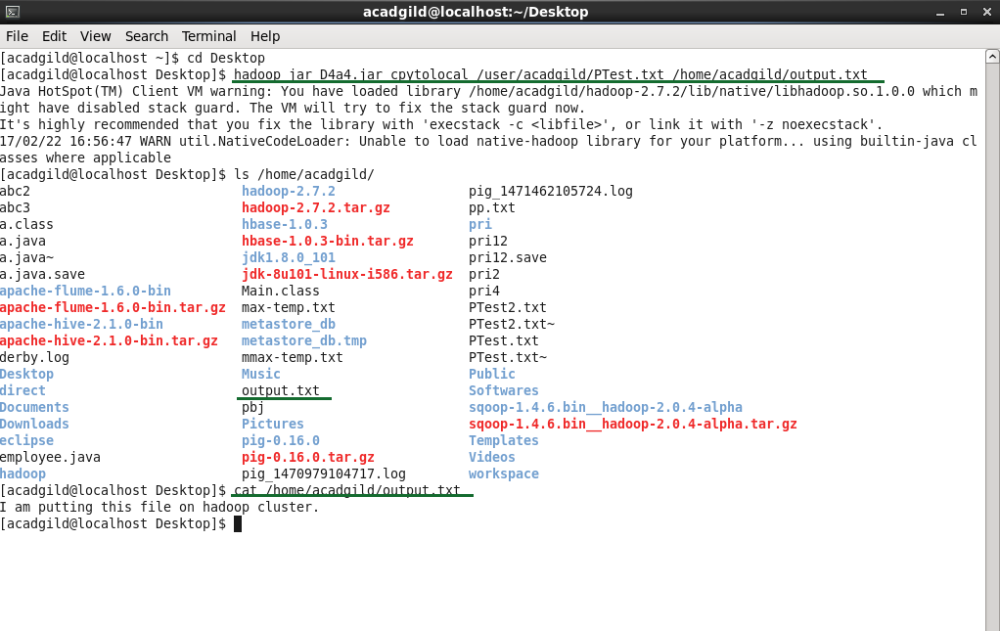 acadgild@localhost:~/Desktop
File Edit View Search Terminal Help
[acadgild@localhost ~]$ cd Desktop
[acadgild@localhost Desktop]$ hadoop jar D4a4.jar cpytolocal /user/acadgild/PTest.txt /home/acadgild/output.txt
Java HotSpot(TM) Client VM warning: You have loaded library /home/acadgild/hadoop-2.7.2/lib/native/libhadoop.so.1.0.0 which m
ight have disabled stack guard. The VM will try to fix the stack guard now.
It's highly recommended that you fix the library with 'execstack -c <libfile>', or link it with '-z noexecstack'.
17/02/22 16:56:47 WARN util.NativeCodeLoader: Unable to load native-hadoop library for your platform... using builtin-java cl
asses where applicable
[acadgild@localhost Desktop]$ ls /home/acadgild/
abc2 hadoop-2.7.2 pig_1471462105724.log
abc3 hadoop-2.7.2.tar.gz pp.txt
a.class hbase-1.0.3 pri
a.java hbase-1.0.3-bin.tar.gz pri12
a.java~ jdk1.8.0_101 pri12.save
a.java.save jdk-8u101-linux-i586.tar.gz pri2
apache-flume-1.6.0-bin Main.class pri4
apache-flume-1.6.0-bin.tar.gz max-temp.txt PTest2.txt
apache-hive-2.1.0-bin metastore_db PTest2.txt~
apache-hive-2.1.0-bin.tar.gz metastore_db.tmp PTest.txt
derby.log mmax-temp.txt PTest.txt~
Desktop Music Public
direct output.txt Softwares
Documents pbj sqoop-1.4.6.bin__hadoop-2.0.4-alpha
Downloads Pictures sqoop-1.4.6.bin__hadoop-2.0.4-alpha.tar.gz
eclipse pig-0.16.0 Templates
employee.java pig-0.16.0.tar.gz Videos
hadoop pig_1470979104717.log workspace
[acadgild@localhost Desktop]$ cat /home/acadgild/output.txt
I am putting this file on hadoop cluster.
[acadgild@localhost Desktop]$